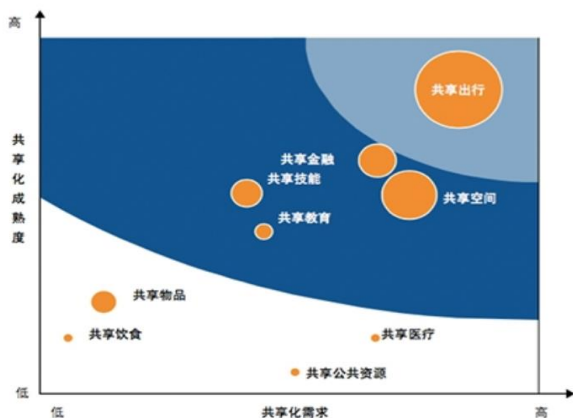 高
共享出行
共享化成熟度
共享金融
共享技能
共享空间
共享教育
共享物品
共享饮食
共享医疗
共享公共资源
低
低
共享化需求
高